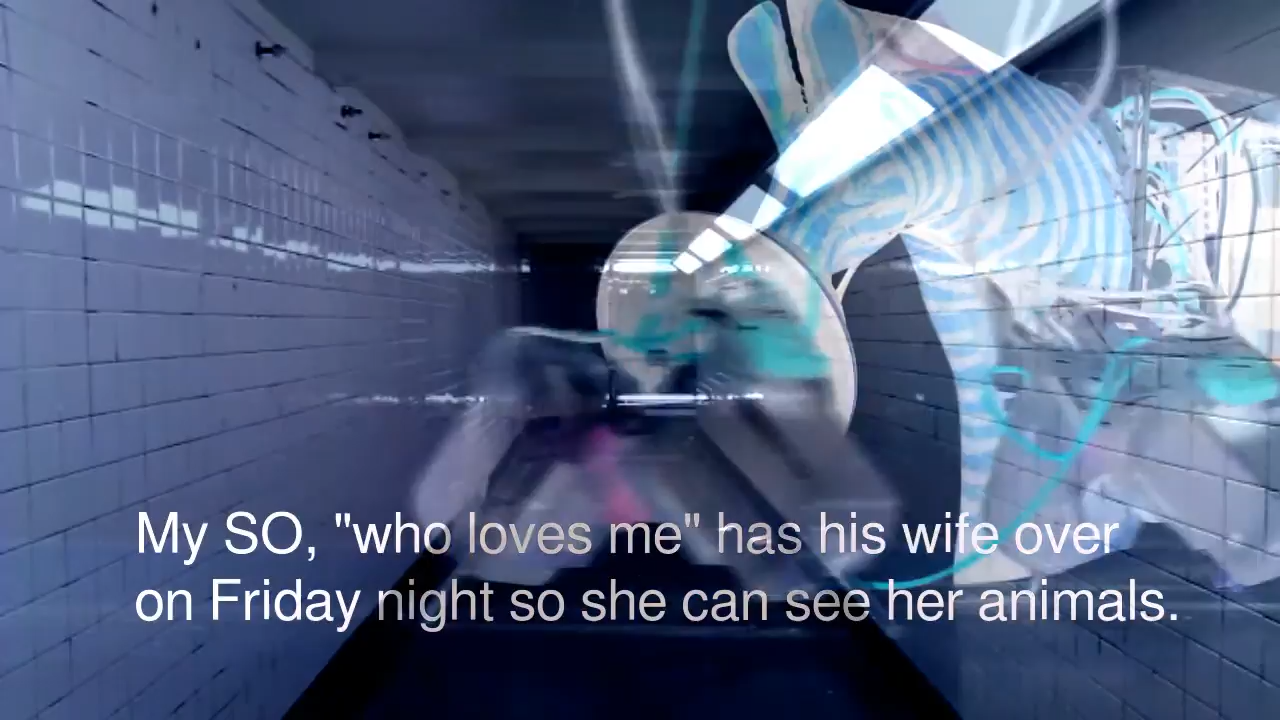 My SO, "who loves me" has his wife over
on Friday night so she can see her animals.